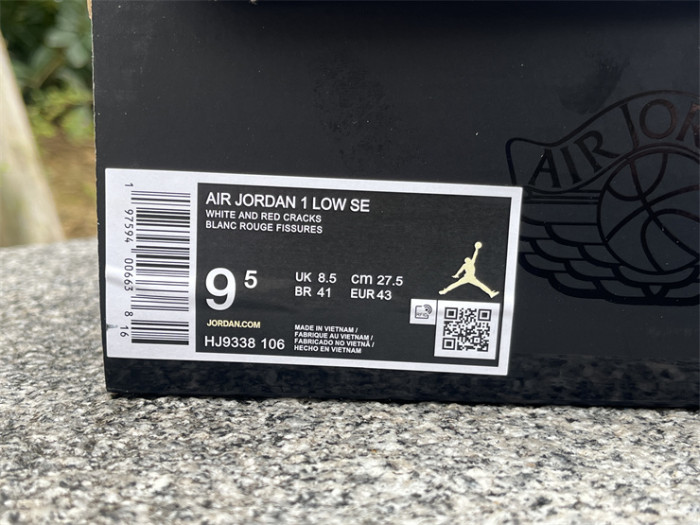 AIR JORDAN
1 97594 00663 8 16
AIR JORDAN 1 LOW SE
WHITE AND RED CRACKS
BLANC ROUGE FISSURES
9 5
UK 8.5 cm 27.5
BR 41 EUR 43
JORDAN.COM
HJ9338 106
MADE IN VIETNAM /
FABRIQUE AU VIETNAM /
FABRICADO NO VIETNÃ /
HECHO EN VIETNAM